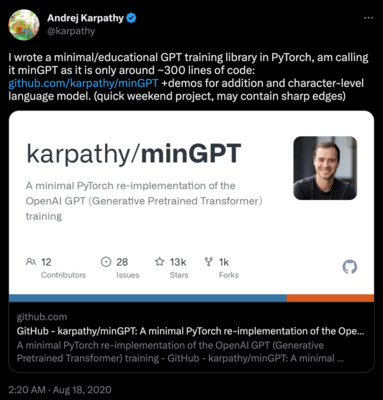 Andrej Karpathy
@karpathy
I wrote a minimal/educational GPT training library in PyTorch, am calling
it minGPT as it is only around ~300 lines of code:
github.com/karpathy/minGPT +demos for addition and character-level
language model. (quick weekend project, may contain sharp edges)
karpathy/minGPT
A minimal PyTorch re-implementation of the
OpenAI GPT (Generative Pretrained Transformer)
training
12 28 13k 1k
Contributors Issues Stars Forks
github.com
GitHub - karpathy/minGPT: A minimal PyTorch re-implementation of the Ope...
A minimal PyTorch re-implementation of the OpenAI GPT (Generative
Pretrained Transformer) training - GitHub - karpathy/minGPT: A minimal ...
2:20 AM · Aug 18, 2020